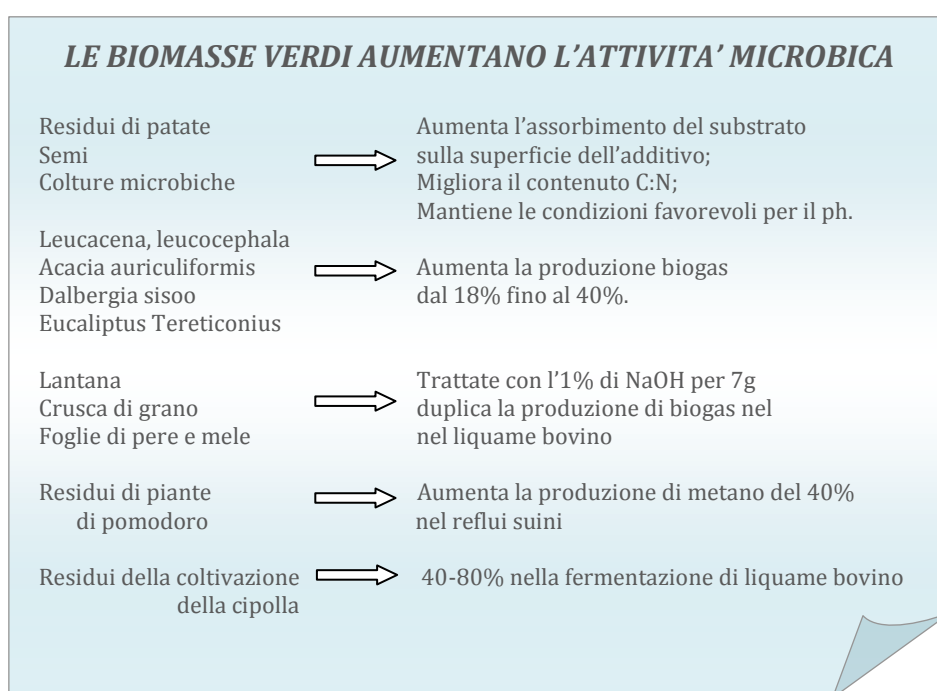 LE BIOMASSE VERDI AUMENTANO L'ATTIVITA' MICROBICA
Residui di patate
Semi
Colture microbiche
Aumenta l'assorbimento del substrato
sulla superficie dell'additivo;
Migliora il contenuto C:N;
Mantiene le condizioni favorevoli per il ph.
Leucacena, leucocephala
Acacia auriculiformis
Dalbergia sisoo
Eucaliptus Tereticonius
Aumenta la produzione biogas
dal 18% fino al 40%.
Lantana
Crusca di grano
Foglie di pere e mele
Trattate con l'1% di NaOH per 7g
duplica la produzione di biogas nel
nel liquame bovino
Residui di piante
di pomodoro
Aumenta la produzione di metano del 40%
nel reflui suini
Residui della coltivazione
della cipolla
40-80% nella fermentazione di liquame bovino